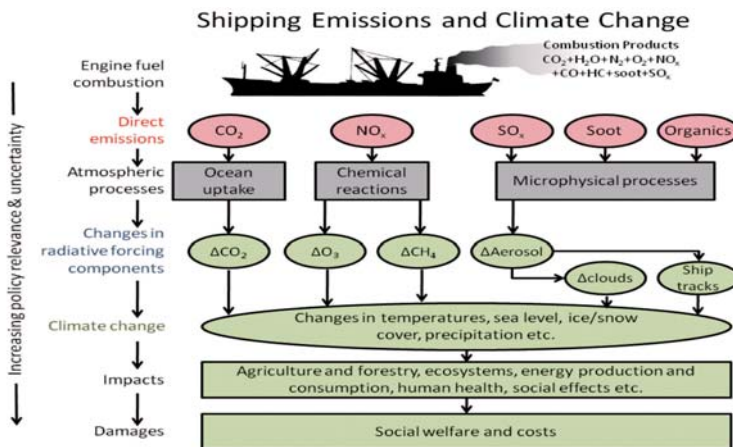 Shipping Emissions and Climate Change
Combustion Products
CO₂+H₂O+N₂+O₂+NOₓ
+CO+HC+soot+SOₓ
Engine fuel
combustion
Direct
emissions
CO₂
NOₓ
SOₓ
Soot
Organics
Atmospheric
processes
Ocean
uptake
Chemical
reactions
Microphysical processes
Changes in
radiative forcing
components
ΔCO₂
ΔO₃
ΔCH₄
ΔAerosol
Δclouds
Ship
tracks
Climate change
Changes in temperatures, sea level, ice/snow
cover, precipitation etc.
Impacts
Agriculture and forestry, ecosystems, energy production and
consumption, human health, social effects etc.
Damages
Social welfare and costs
Increasing policy relevance & uncertainty